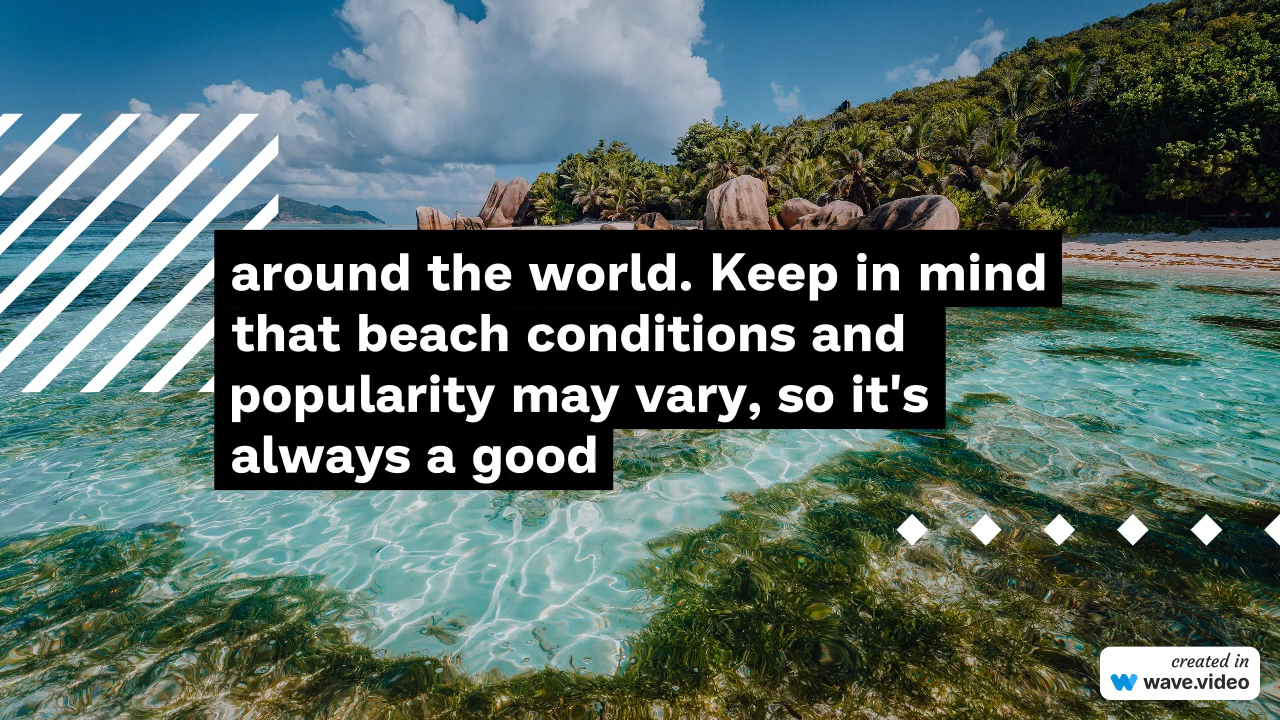 around the world. Keep in mind
that beach conditions and
popularity may vary, so it's
always a good
created in
wave.video